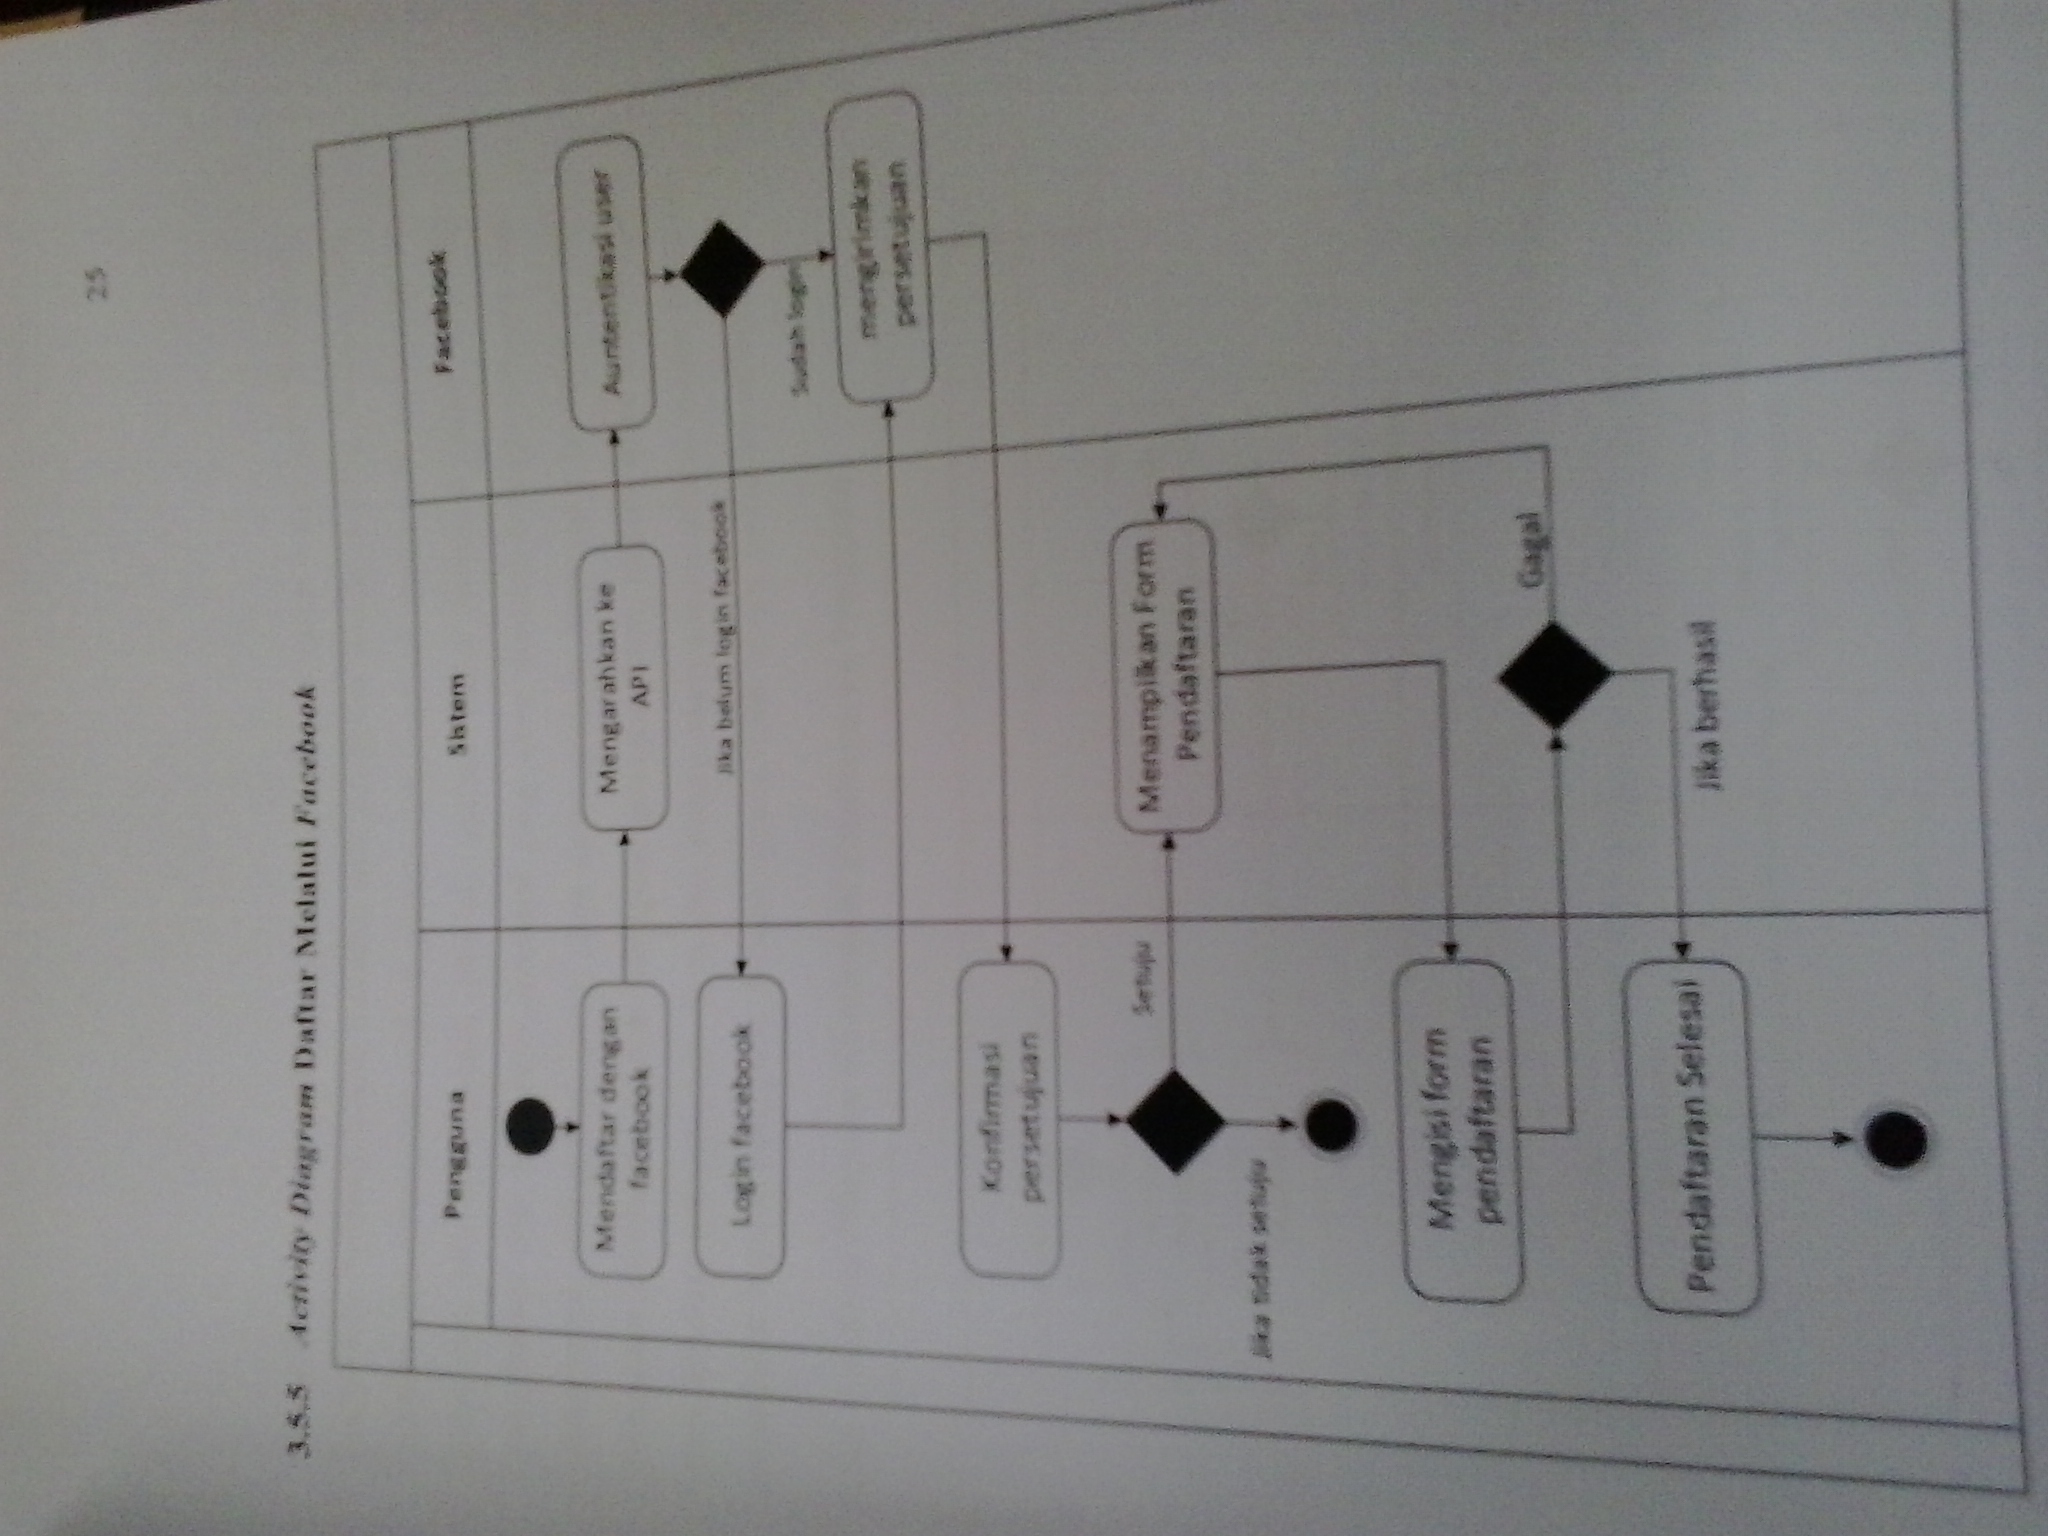 25
3.5.5 Activity Diagram Daftar Melalui Facebook
Pengguna
Sistem
Facebook
Mendaftar dengan
facebook
Mengarahkan ke
API
Auntentikasi user
Login facebook
Jika belum login facebook
Sudah login
mengirimkan
persetujuan
Konfirmasi
persetujuan
Setuju
Jika tidak setuju
Menampilkan Form
Pendaftaran
Mengisi form
pendaftaran
Gagal
Jika berhasil
Pendaftaran Selesai